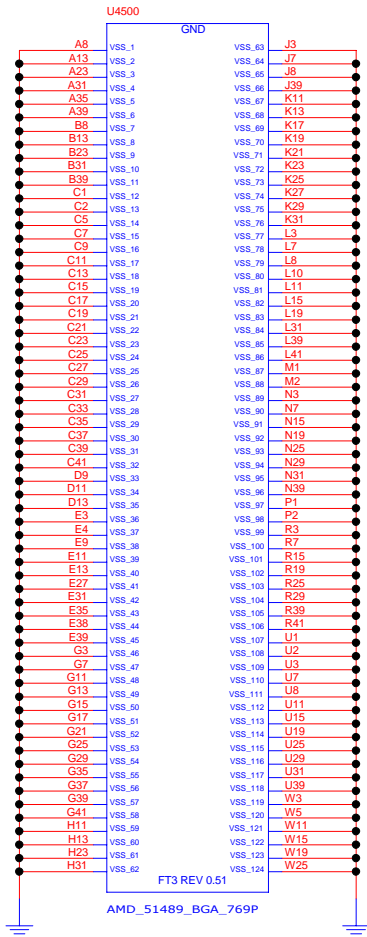 U4500
GND
A8 VSS_1 VSS_63 J3
A13 VSS_2 VSS_64 J7
A23 VSS_3 VSS_65 J8
A31 VSS_4 VSS_66 J39
A35 VSS_5 VSS_67 K11
A39 VSS_6 VSS_68 K13
B8 VSS_7 VSS_69 K17
B13 VSS_8 VSS_70 K19
B23 VSS_9 VSS_71 K21
B31 VSS_10 VSS_72 K23
B39 VSS_11 VSS_73 K25
C1 VSS_12 VSS_74 K27
C2 VSS_13 VSS_75 K29
C5 VSS_14 VSS_76 K31
C7 VSS_15 VSS_77 L3
C9 VSS_16 VSS_78 L7
C11 VSS_17 VSS_79 L8
C13 VSS_18 VSS_80 L10
C15 VSS_19 VSS_81 L11
C17 VSS_20 VSS_82 L15
C19 VSS_21 VSS_83 L19
C21 VSS_22 VSS_84 L31
C23 VSS_23 VSS_85 L39
C25 VSS_24 VSS_86 L41
C27 VSS_25 VSS_87 M1
C29 VSS_26 VSS_88 M2
C31 VSS_27 VSS_89 N3
C33 VSS_28 VSS_90 N7
C35 VSS_29 VSS_91 N15
C37 VSS_30 VSS_92 N19
C39 VSS_31 VSS_93 N25
C41 VSS_32 VSS_94 N29
D9 VSS_33 VSS_95 N31
D11 VSS_34 VSS_96 N39
D13 VSS_35 VSS_97 P1
E3 VSS_36 VSS_98 P2
E4 VSS_37 VSS_99 R3
E9 VSS_38 VSS_100 R7
E11 VSS_39 VSS_101 R15
E13 VSS_40 VSS_102 R19
E27 VSS_41 VSS_103 R25
E31 VSS_42 VSS_104 R29
E35 VSS_43 VSS_105 R39
E38 VSS_44 VSS_106 R41
E39 VSS_45 VSS_107 U1
G3 VSS_46 VSS_108 U2
G7 VSS_47 VSS_109 U3
G11 VSS_48 VSS_110 U7
G13 VSS_49 VSS_111 U8
G15 VSS_50 VSS_112 U11
G17 VSS_51 VSS_113 U15
G21 VSS_52 VSS_114 U19
G25 VSS_53 VSS_115 U25
G29 VSS_54 VSS_116 U29
G35 VSS_55 VSS_117 U31
G37 VSS_56 VSS_118 U39
G39 VSS_57 VSS_119 W3
G41 VSS_58 VSS_120 W5
H11 VSS_59 VSS_121 W11
H13 VSS_60 VSS_122 W15
H23 VSS_61 VSS_123 W19
H31 VSS_62 VSS_124 W25
FT3 REV 0.51
AMD_51489_BGA_769P